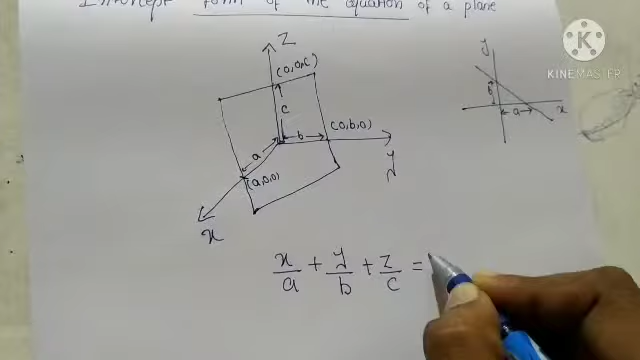 Intercept form of the equation of a plane
Z
(0,0,c)
c
(0,b,0)
b
a
(a,0,0)
y
x
y
b
a
x
x/a + y/b + z/c =
K
KINEMASTER